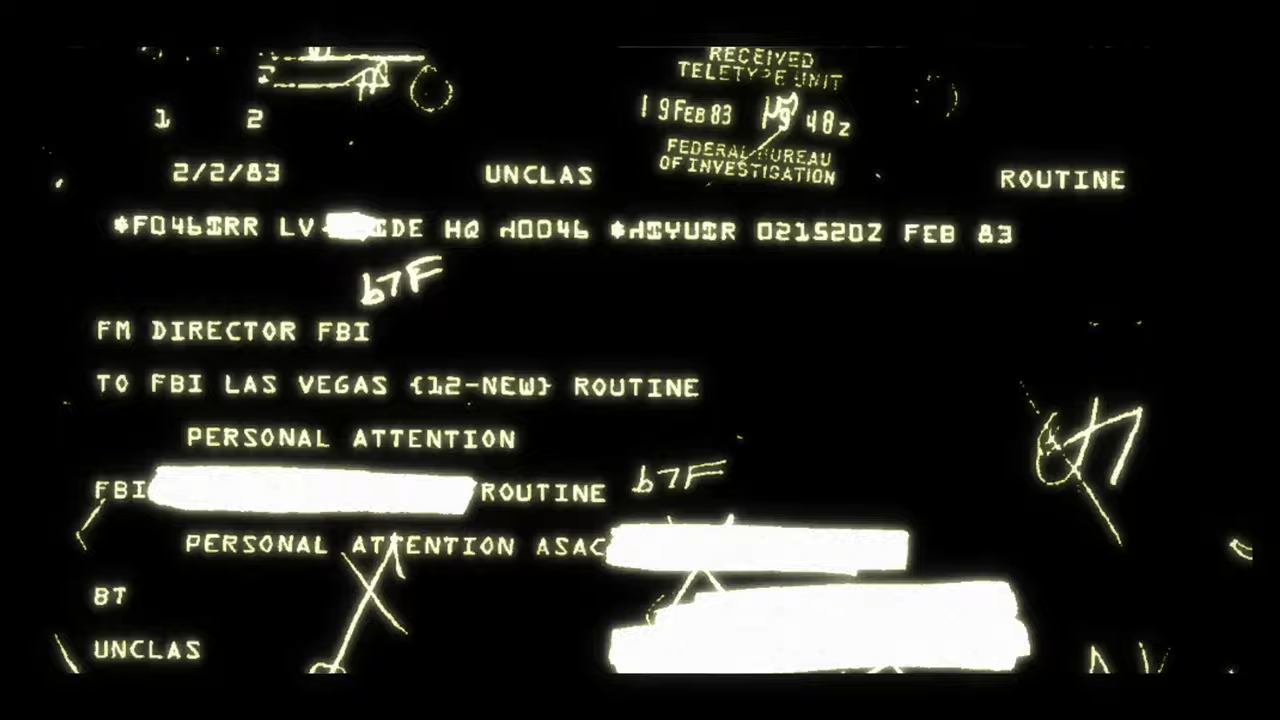 RECEIVED
TELETYPE UNIT
19 FEB 83 48z
FEDERAL BUREAU
OF INVESTIGATION
1 2
2/2/83 UNCLAS ROUTINE
HQ H0046 021520Z FEB 83
b7F
FM DIRECTOR FBI
TO FBI LAS VEGAS {12-NEW} ROUTINE
PERSONAL ATTENTION
FBI ROUTINE b7F
PERSONAL ATTENTION ASAC
BT
UNCLAS